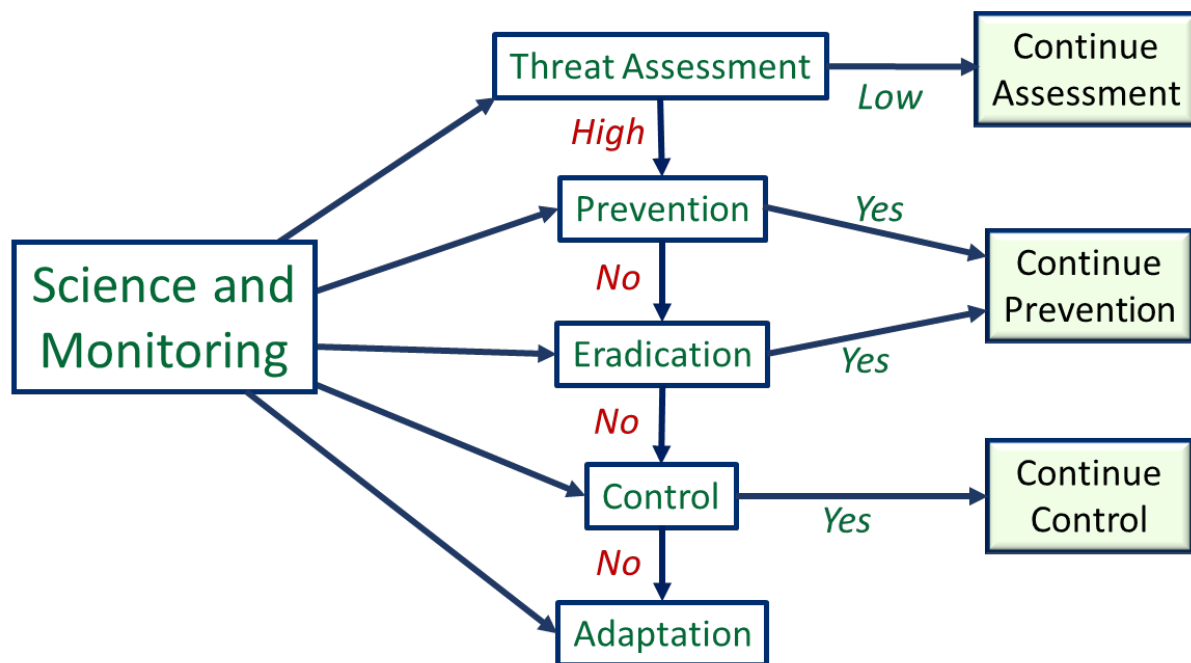 Threat Assessment
Low
Continue
Assessment
High
Prevention
Yes
Science and
Monitoring
No
Continue
Prevention
Eradication
Yes
No
Control
Yes
Continue
Control
No
Adaptation